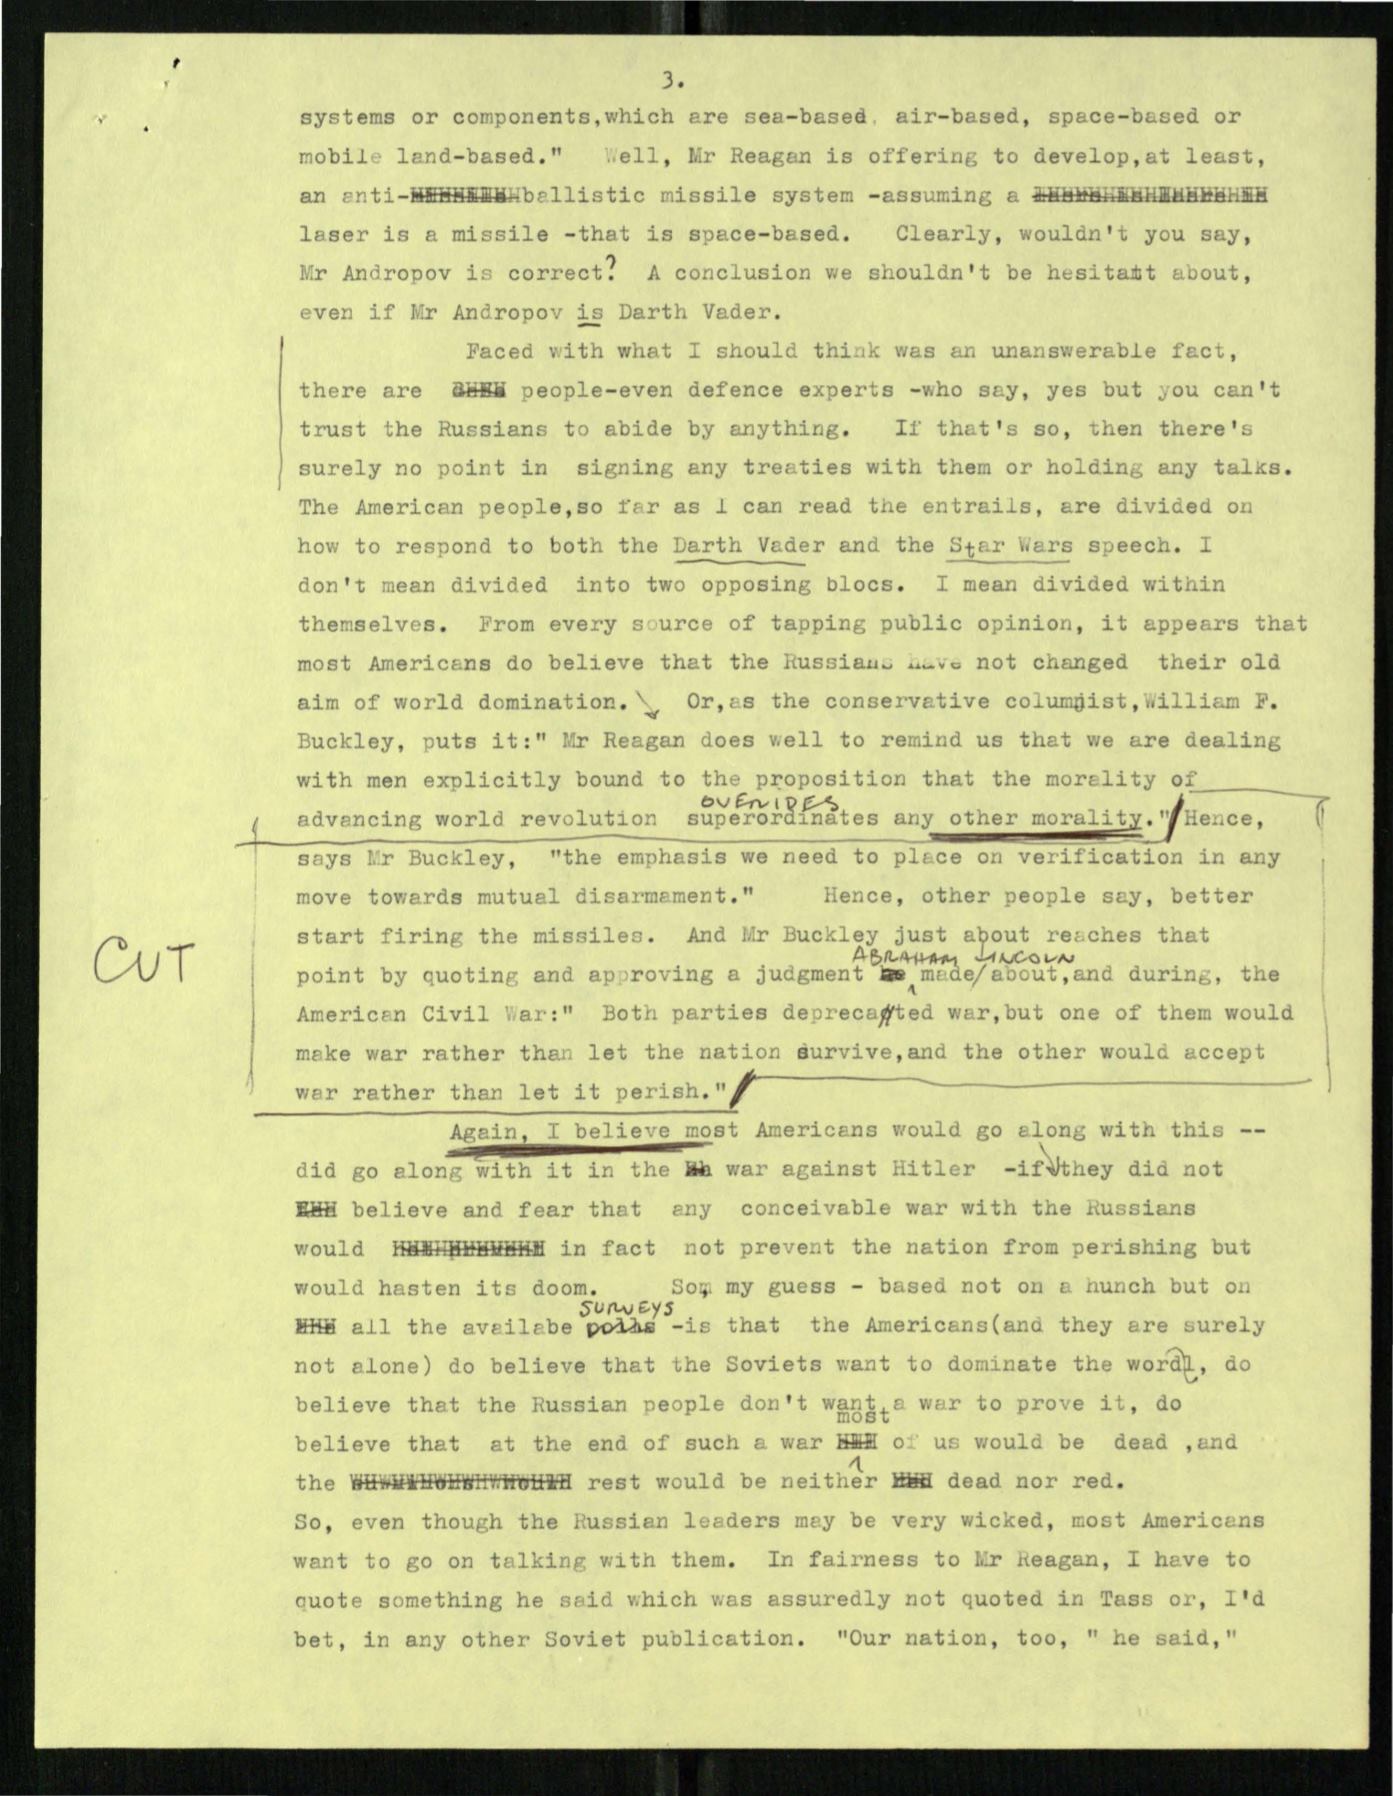 3.
systems or components,which are sea-based, air-based, space-based or
mobile land-based."   Well, Mr Reagan is offering to develop,at least,
an anti-ballistic missile system -assuming a
laser is a missile -that is space-based.   Clearly, wouldn't you say,
Mr Andropov is correct?  A conclusion we shouldn't be hesitant about,
even if Mr Andropov is Darth Vader.
Faced with what I should think was an unanswerable fact,
there are people-even defence experts -who say, yes but you can't
trust the Russians to abide by anything.   If that's so, then there's
surely no point in  signing any treaties with them or holding any talks.
The American people,so far as I can read the entrails, are divided on
how to respond to both the Darth Vader and the Star Wars speech. I
don't mean divided  into two opposing blocs.  I mean divided within
themselves.  From every source of tapping public opinion, it appears that
most Americans do believe that the Russians have not changed  their old
aim of world domination.   Or,as the conservative columnist,William F.
Buckley, puts it:" Mr Reagan does well to remind us that we are dealing
with men explicitly bound to the proposition that the morality of
OVERIDES
advancing world revolution  superordinates any other morality." Hence,
says Mr Buckley,  "the emphasis we need to place on verification in any
move towards mutual disarmament."    Hence, other people say, better
start firing the missiles.  And Mr Buckley just about reaches that
CUT
ABRAHAM LINCOLN
point by quoting and approving a judgment he made/about,and during, the
American Civil War:"  Both parties deprecated war,but one of them would
make war rather than let the nation survive,and the other would accept
war rather than let it perish."
Again, I believe most Americans would go along with this --
did go along with it in the war against Hitler  -if they did not
believe and fear that  any  conceivable war with the Russians
would in fact  not prevent the nation from perishing but
would hasten its doom.    So, my guess - based not on a hunch but on
SURVEYS
all the availabe polls -is that  the Americans(and they are surely
not alone) do believe that the Soviets want to dominate the wordl, do
believe that the Russian people don't want a war to prove it, do
most
believe that  at the end of such a war of us would be  dead ,and
the rest would be neither dead nor red.
So, even though the Russian leaders may be very wicked, most Americans
want to go on talking with them.  In fairness to Mr Reagan, I have to
quote something he said which was assuredly not quoted in Tass or, I'd
bet, in any other Soviet publication.  "Our nation, too, " he said,"